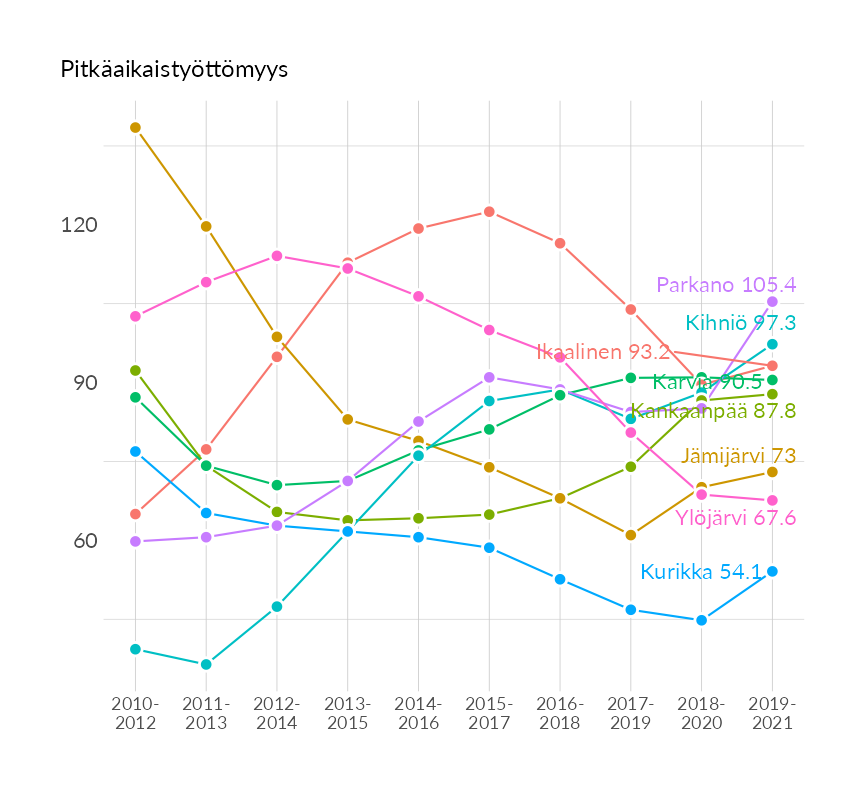 Pitkäaikaistyöttömyys
120
90
60
Parkano 105.4
Kihniö 97.3
Ikaalinen 93.2
Karvia 90.5
Kankaanpää 87.8
Jämijärvi 73
Ylöjärvi 67.6
Kurikka 54.1
2010- 2011- 2012- 2013- 2014- 2015- 2016- 2017- 2018- 2019-
2012 2013 2014 2015 2016 2017 2018 2019 2020 2021